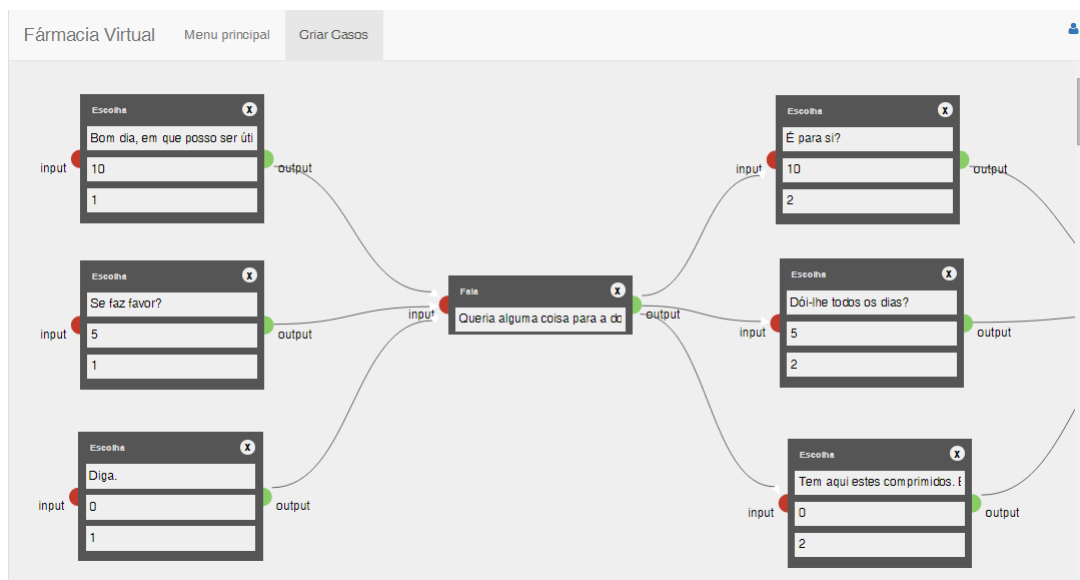 Fármacia Virtual Menu principal Criar Casos
Escolha X
Bom dia, em que posso ser úti
input 10 output
1
Escolha X
Se faz favor?
input 5 output
1
Escolha X
Diga.
input 0 output
1
Fala X
input Queria alguma coisa para a do output
Escolha X
É para si?
input 10 output
2
Escolha X
Dói-lhe todos os dias?
input 5 output
2
Escolha X
Tem aqui estes comprimidos.
input 0 output
2